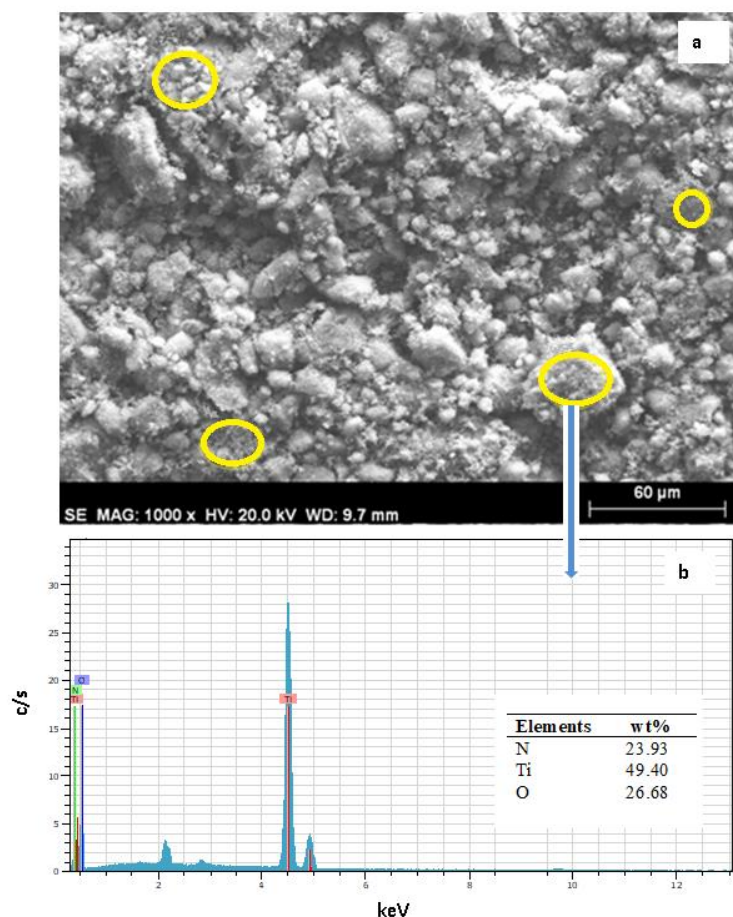 a
60 µm
SE MAG: 1000 x HV: 20.0 kV WD: 9.7 mm
b
30
25
20
15
10
5
0
c/s
O
N
Ti
Ti
Elements wt%
N 23.93
Ti 49.40
O 26.68
2 4 6 8 10 12
keV